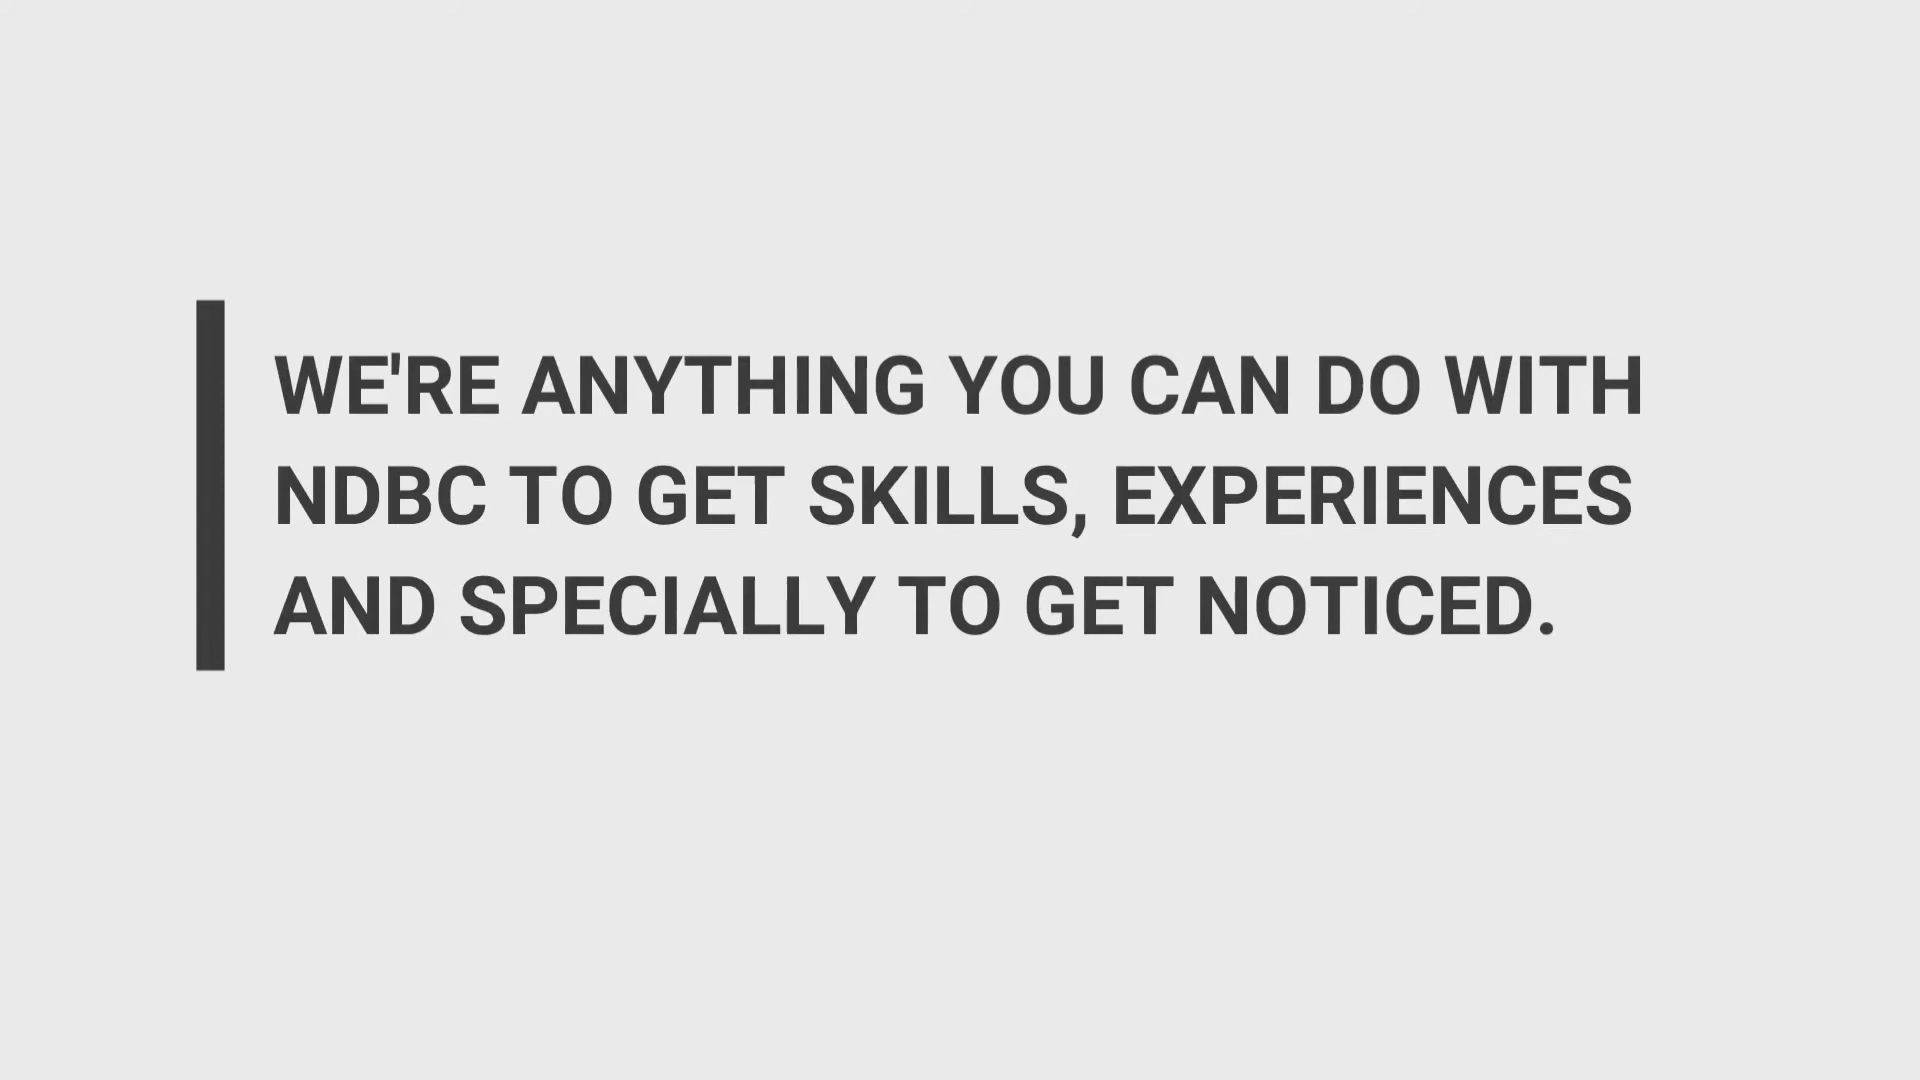 WE'RE ANYTHING YOU CAN DO WITH
NDBC TO GET SKILLS, EXPERIENCES
AND SPECIALLY TO GET NOTICED.